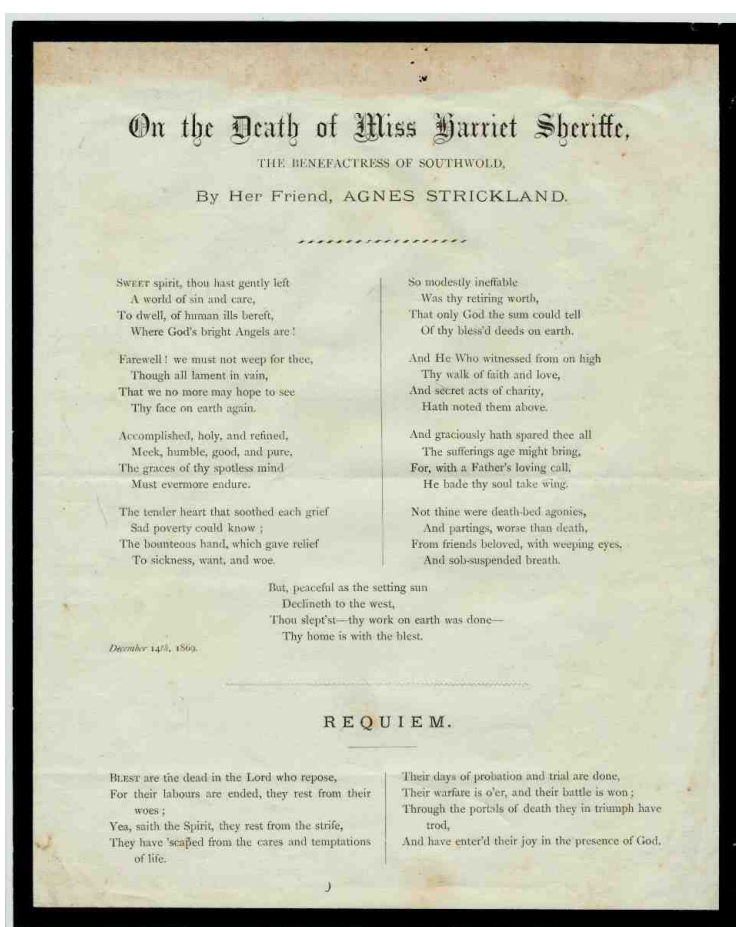 On the Death of Miss Harriet Sheriffe,
THE BENEFACTRESS OF SOUTHWOLD,
By Her Friend, AGNES STRICKLAND.
SWEET spirit, thou hast gently left
A world of sin and care,
To dwell, of human ills bereft,
Where God's bright Angels are!
Farewell! we must not weep for thee,
Though all lament in vain,
That we no more may hope to see
Thy face on earth again.
Accomplished, holy, and refined,
Meek, humble, good, and pure,
The graces of thy spotless mind
Must evermore endure.
The tender heart that soothed each grief
Sad poverty could know;
The bounteous hand, which gave relief
To sickness, want, and woe.
So modestly ineffable
Was thy retiring worth,
That only God the sum could tell
Of thy bless'd deeds on earth.
And He Who witnessed from on high
Thy walk of faith and love,
And secret acts of charity,
Hath noted them above.
And graciously hath spared thee all
The sufferings age might bring,
For, with a Father's loving call,
He bade thy soul take wing.
Not thine were death-bed agonies,
And partings, worse than death,
From friends beloved, with weeping eyes,
And sob-suspended breath.
But, peaceful as the setting sun
Declineth to the west,
Thou slept'st—thy work on earth was done—
Thy home is with the blest.
December 14th, 1869.
REQUIEM.
BLEST are the dead in the Lord who repose,
For their labours are ended, they rest from their
woes;
Yea, saith the Spirit, they rest from the strife,
They have 'scaped from the cares and temptations
of life.
Their days of probation and trial are done,
Their warfare is o'er, and their battle is won;
Through the portals of death they in triumph have
trod,
And have enter'd their joy in the presence of God.